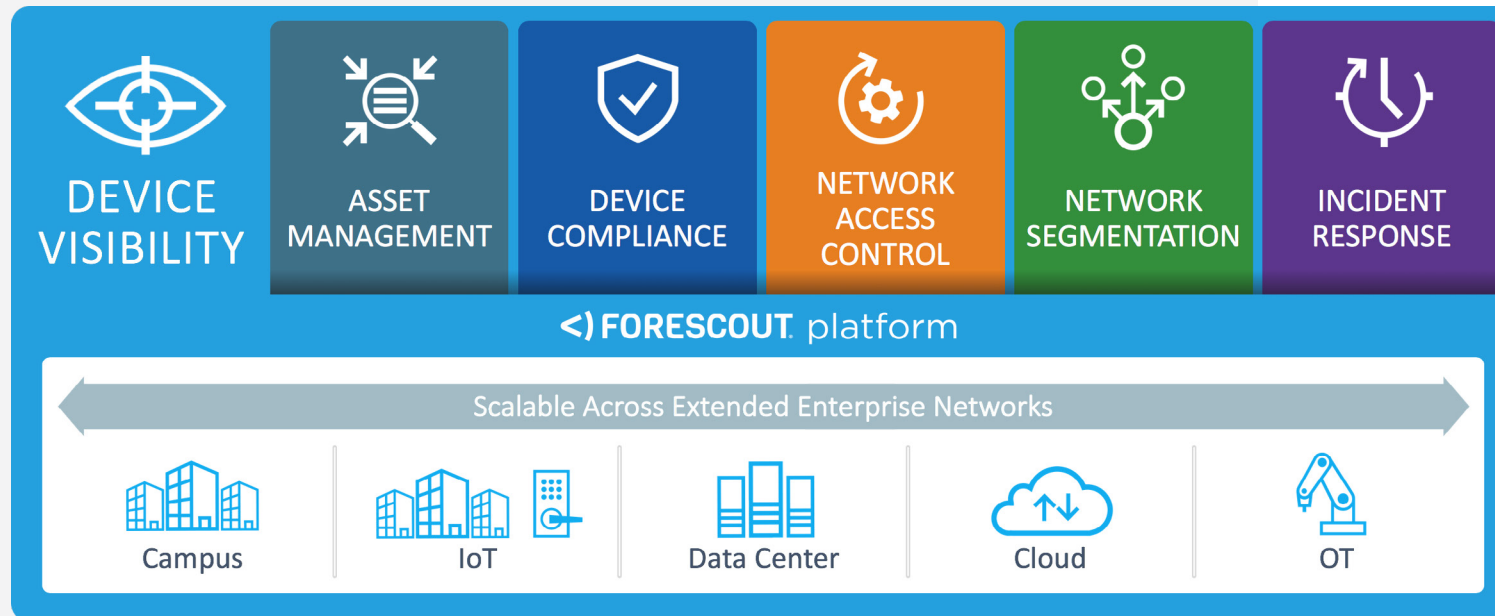 DEVICE
VISIBILITY
ASSET
MANAGEMENT
DEVICE
COMPLIANCE
NETWORK
ACCESS
CONTROL
NETWORK
SEGMENTATION
INCIDENT
RESPONSE
<) FORESCOUT. platform
Scalable Across Extended Enterprise Networks
Campus
IoT
Data Center
Cloud
OT